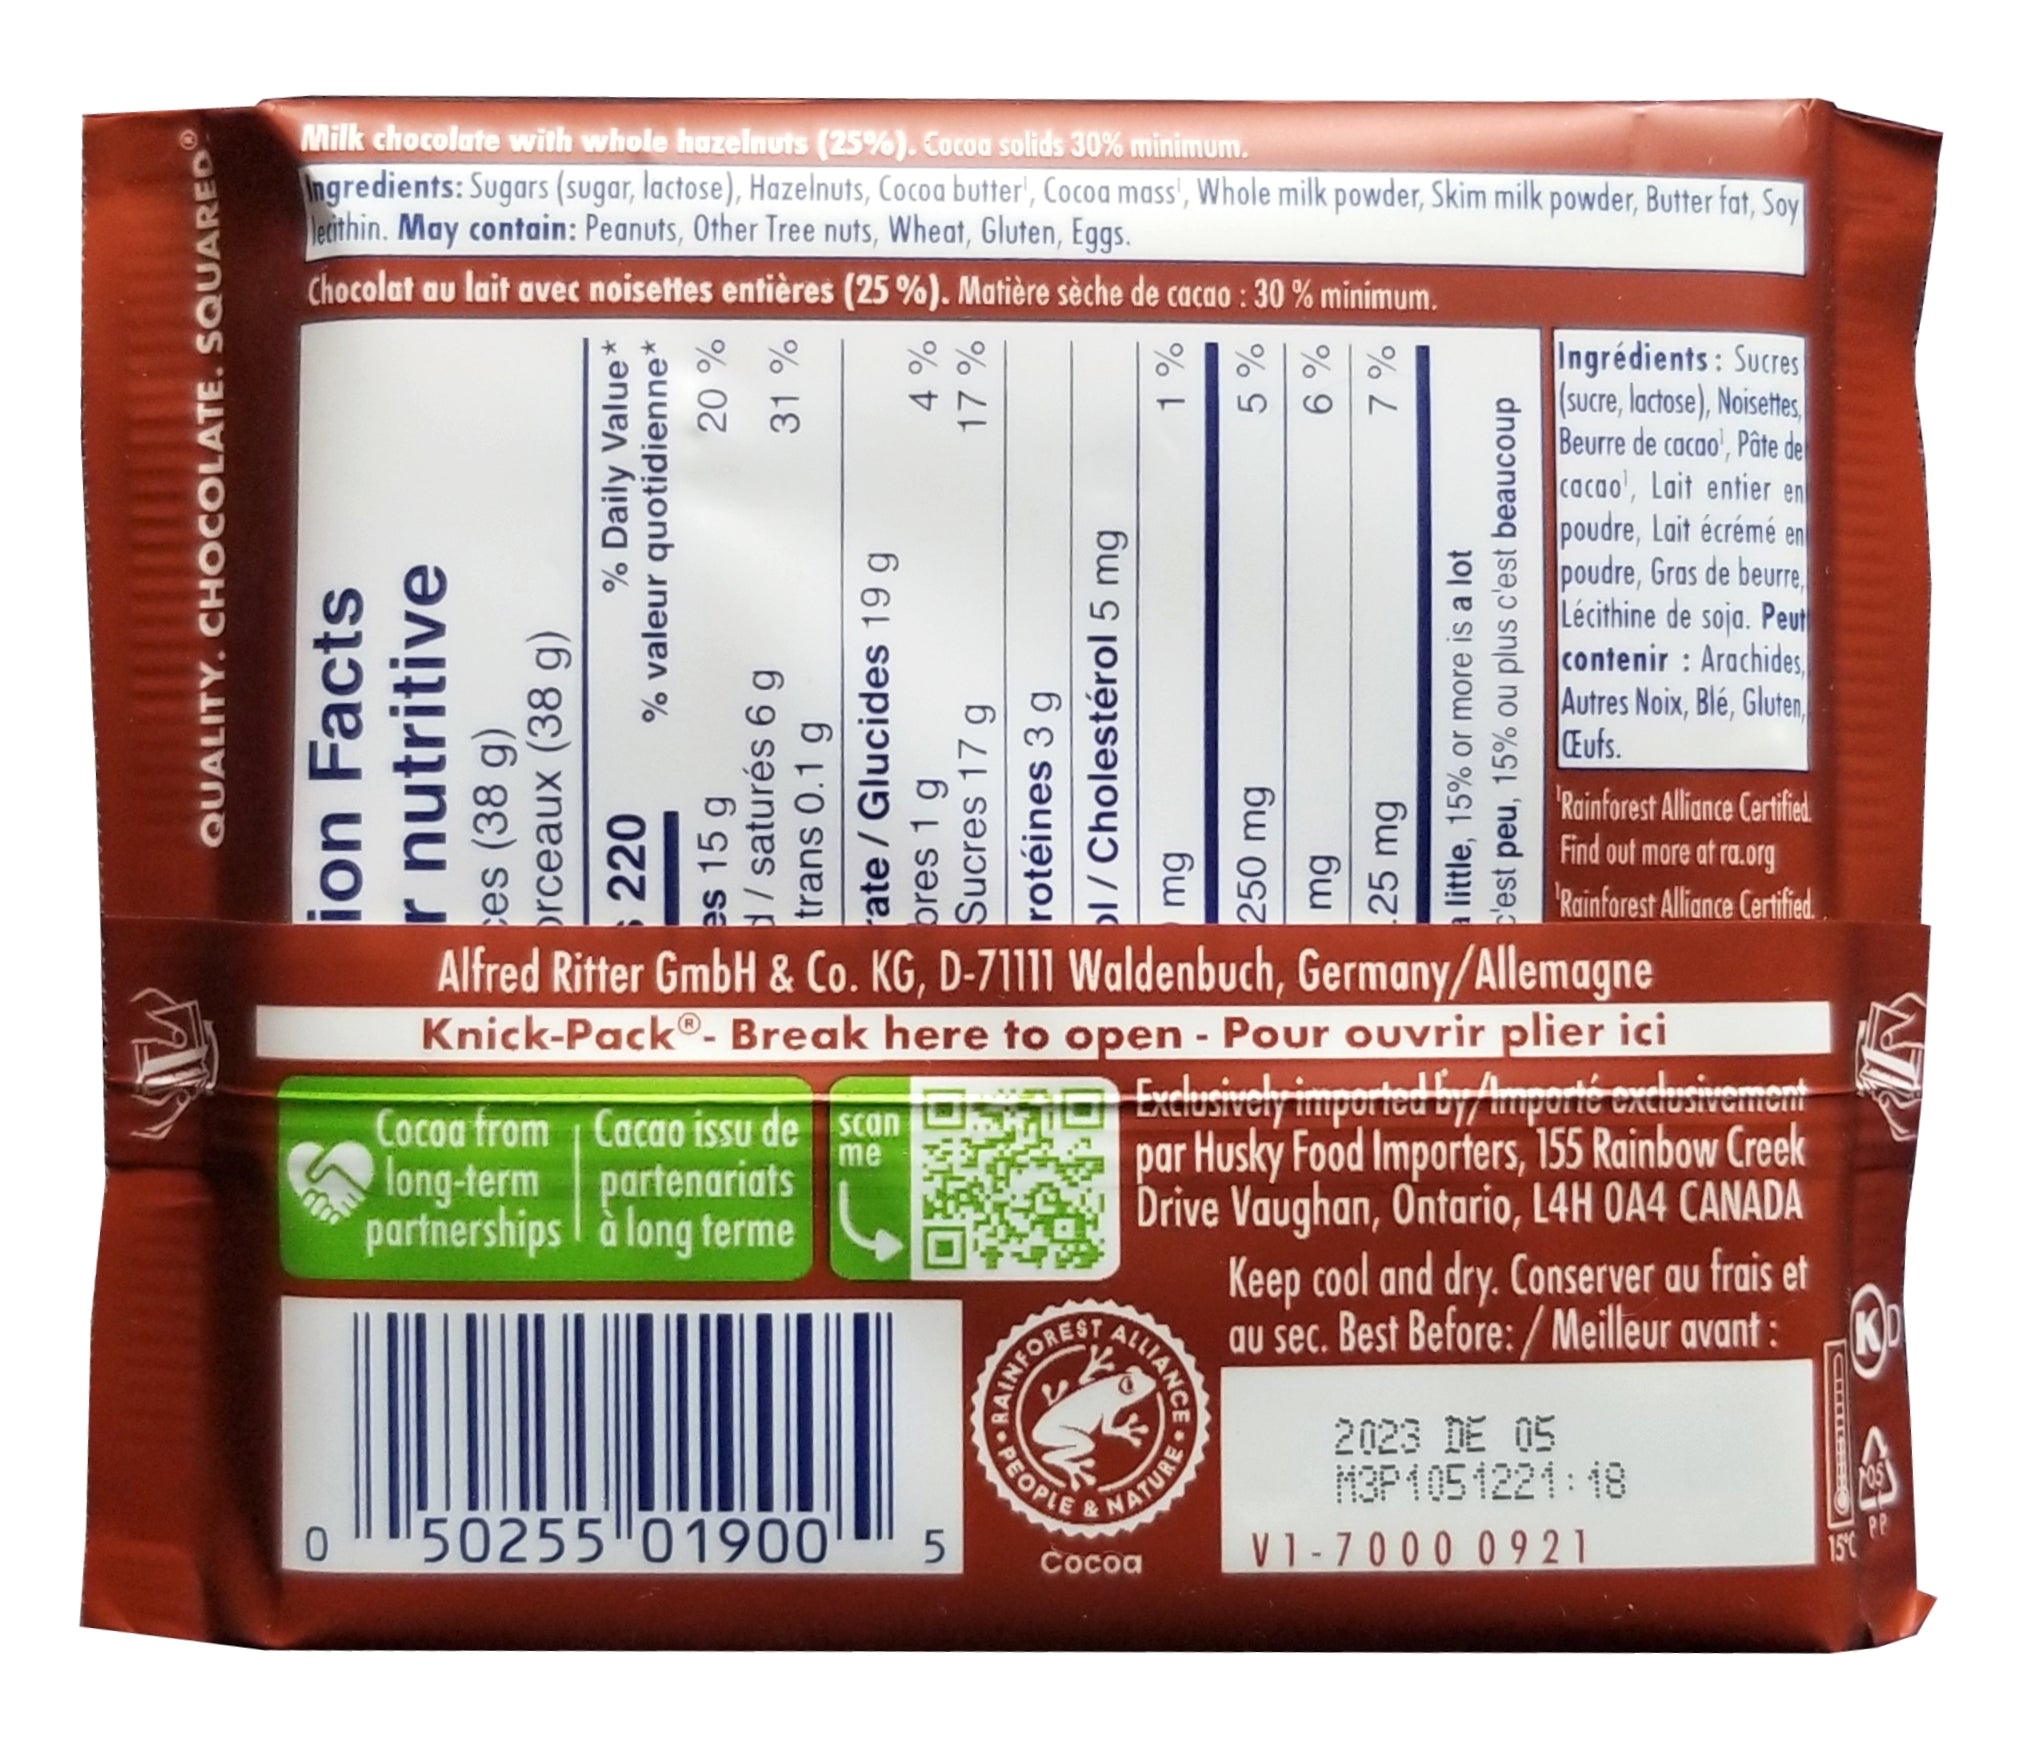 QUALITY. CHOCOLATE. SQUARED®
Milk chocolate with whole hazelnuts (25%). Cocoa solids 30% minimum.
Ingredients: Sugars (sugar, lactose), Hazelnuts, Cocoa butter¹, Cocoa mass¹, Whole milk powder, Skim milk powder, Butter fat, Soy
lecithin. May contain: Peanuts, Other Tree nuts, Wheat, Gluten, Eggs.
Chocolat au lait avec noisettes entières (25 %). Matière sèche de cacao : 30 % minimum.
ion Facts
r nutritive
ces (38 g)
orceaux (38 g)
% Daily Value*
s 220 % valeur quotidienne*
es 15 g 20 %
d / saturés 6 g 31 %
trans 0.1 g
rate / Glucides 19 g
bres 1 g 4 %
Sucres 17 g 17 %
rotéines 3 g
ol / Cholestérol 5 mg
mg 1 %
250 mg 5 %
mg 6 %
.25 mg 7 %
a little, 15% or more is a lot
c'est peu, 15% ou plus c'est beaucoup
Ingrédients : Sucres
(sucre, lactose), Noisettes,
Beurre de cacao¹, Pâte de
cacao¹, Lait entier en
poudre, Lait écrémé en
poudre, Gras de beurre,
Lécithine de soja. Peut
contenir : Arachides,
Autres Noix, Blé, Gluten,
Œufs.
¹Rainforest Alliance Certified.
Find out more at ra.org
¹Rainforest Alliance Certified.
Alfred Ritter GmbH & Co. KG, D-71111 Waldenbuch, Germany/Allemagne
Knick-Pack®- Break here to open - Pour ouvrir plier ici
Cocoa from
long-term
partnerships
Cacao issu de
partenariats
à long terme
scan
me
Exclusively imported by/Importé exclusivement
par Husky Food Importers, 155 Rainbow Creek
Drive Vaughan, Ontario, L4H 0A4 CANADA
Keep cool and dry. Conserver au frais et
au sec. Best Before: / Meilleur avant :
0 50255 01900 5
RAINFOREST ALLIANCE
PEOPLE & NATURE
Cocoa
2023 DE 05
M3P1051221:18
V1-7000 0921
K D
15°C
05
PP